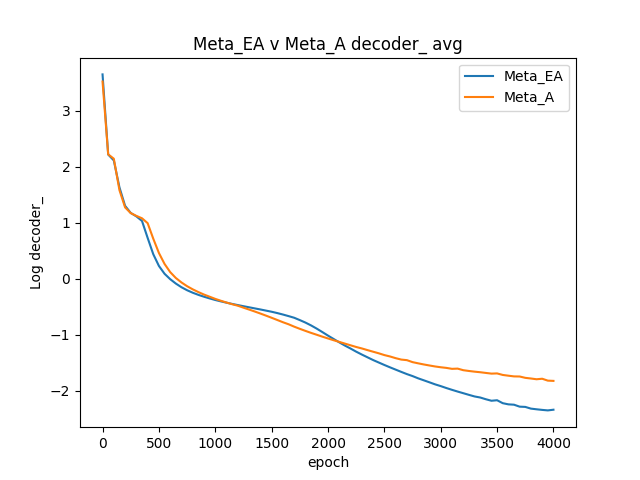 Meta_EA v Meta_A decoder_ avg
Meta_EA
Meta_A
Log decoder_
3
2
1
0
−1
−2
0 500 1000 1500 2000 2500 3000 3500 4000
epoch